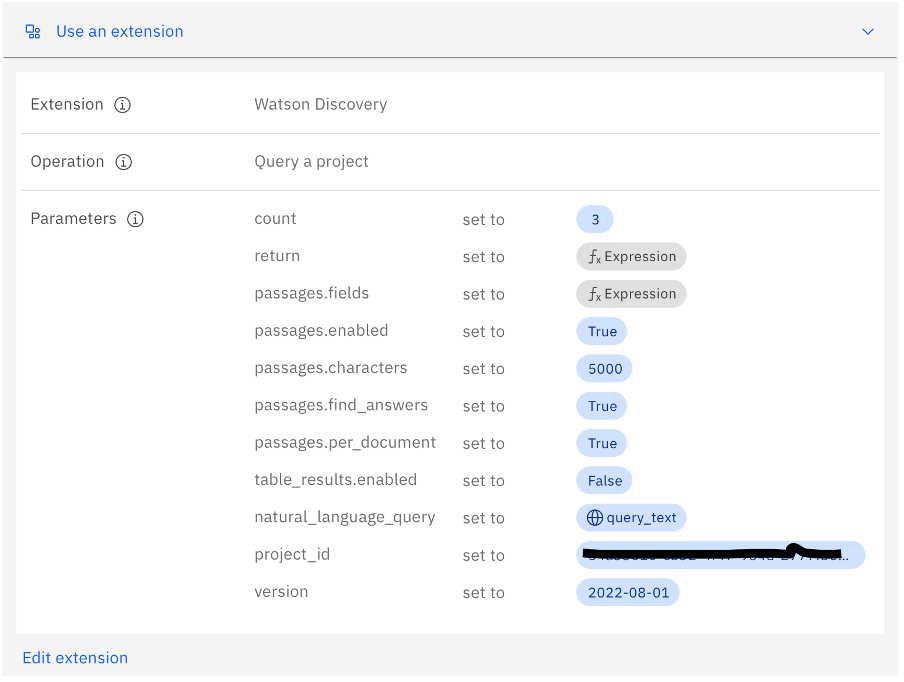 Use an extension
Extension Watson Discovery
Operation Query a project
Parameters count set to 3
return set to fx Expression
passages.fields set to fx Expression
passages.enabled set to True
passages.characters set to 5000
passages.find_answers set to True
passages.per_document set to True
table_results.enabled set to False
natural_language_query set to query_text
project_id set to
version set to 2022-08-01
Edit extension